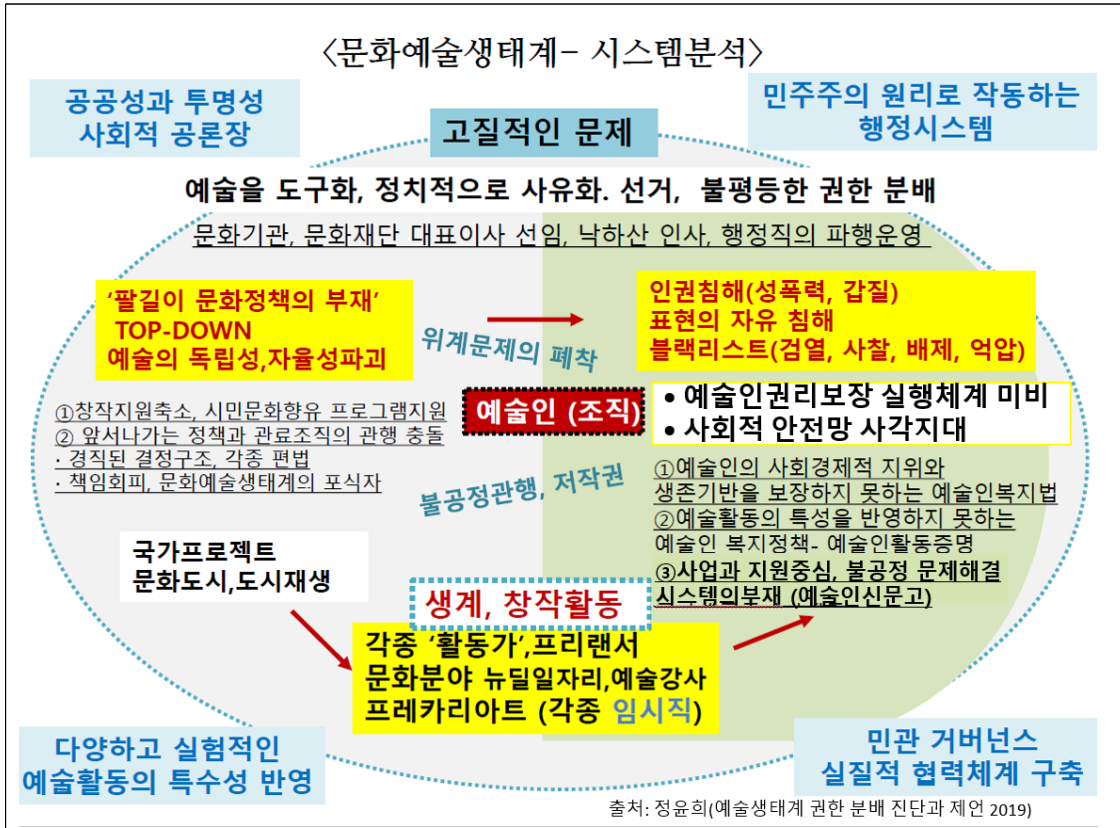 <문화예술생태계- 시스템분석>
공공성과 투명성
사회적 공론장
민주주의 원리로 작동하는
행정시스템
고질적인 문제
예술을 도구화, 정치적으로 사유화. 선거, 불평등한 권한 분배
문화기관, 문화재단 대표이사 선임, 낙하산 인사, 행정직의 파행운영
‘팔길이 문화정책의 부재’
TOP-DOWN
예술의 독립성,자율성파괴
위계문제의 폐착
인권침해(성폭력, 갑질)
표현의 자유 침해
블랙리스트(검열, 사찰, 배제, 억압)
①창작지원축소, 시민문화향유 프로그램지원
② 앞서나가는 정책과 관료조직의 관행 충돌
· 경직된 결정구조, 각종 편법
· 책임회피, 문화예술생태계의 포식자
예술인 (조직)
• 예술인권리보장 실행체계 미비
• 사회적 안전망 사각지대
불공정관행, 저작권
①예술인의 사회경제적 지위와
생존기반을 보장하지 못하는 예술인복지법
②예술활동의 특성을 반영하지 못하는
예술인 복지정책- 예술인활동증명
③사업과 지원중심, 불공정 문제해결
시스템의부재 (예술인신문고)
국가프로젝트
문화도시,도시재생
생계, 창작활동
각종 ‘활동가’,프리랜서
문화분야 뉴딜일자리,예술강사
프레카리아트 (각종 임시직)
다양하고 실험적인
예술활동의 특수성 반영
민관 거버넌스
실질적 협력체계 구축
출처: 정윤희(예술생태계 권한 분배 진단과 제언 2019)